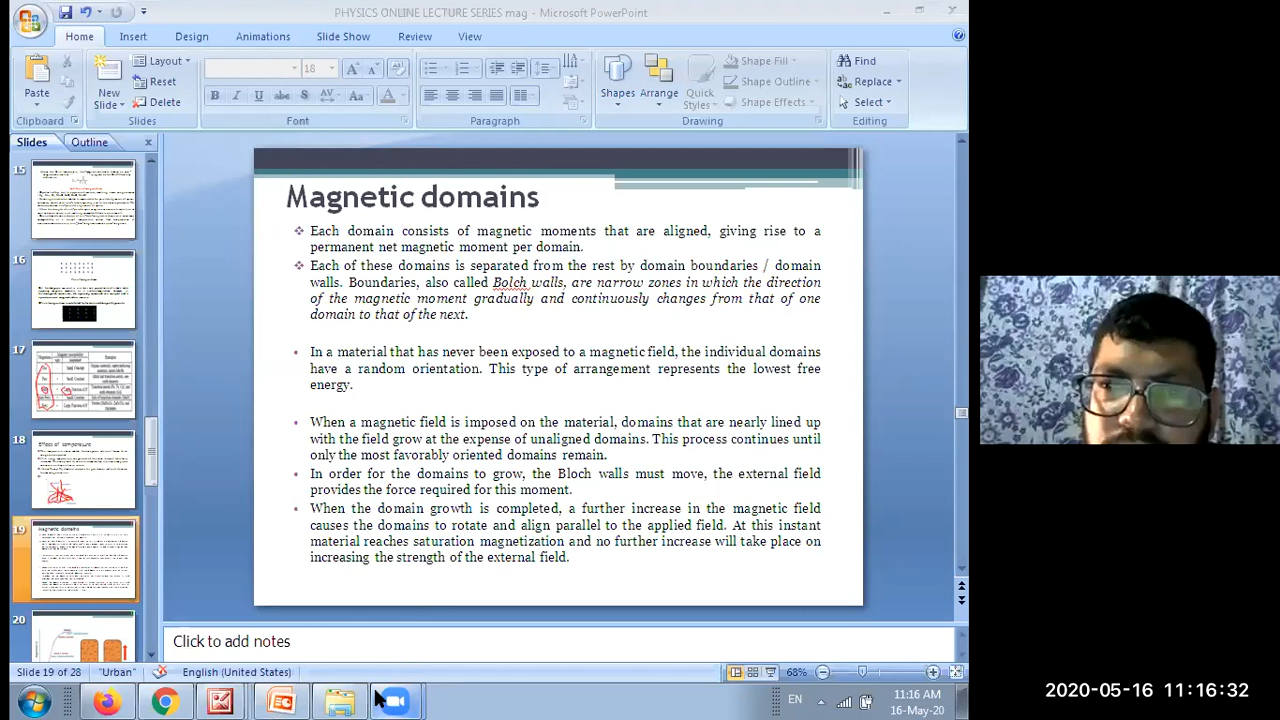 PHYSICS ONLINE LECTURE SERIES mag - Microsoft PowerPoint
Home Insert Design Animations Slide Show Review View
Paste
Clipboard
New Slide
Layout
Reset
Delete
Slides
18
Font
Paragraph
Shapes Arrange Quick Styles
Shape Fill
Shape Outline
Shape Effects
Drawing
Find
Replace
Select
Editing
Slides Outline
15
16
17
18
Effect of temperature
19
Magnetic domains
20
Magnetic domains
Each domain consists of magnetic moments that are aligned, giving rise to a
permanent net magnetic moment per domain.
Each of these domains is separated from the rest by domain boundaries / domain
walls. Boundaries, also called Bolch walls, are narrow zones in which the direction
of the magnetic moment gradually and continuously changes from that of one
domain to that of the next.
In a material that has never been exposed to a magnetic field, the individual domains
have a random orientation. This type of arrangement represents the lowest free
energy.
When a magnetic field is imposed on the material, domains that are nearly lined up
with the field grow at the expense of unaligned domains. This process continues until
only the most favorably oriented domains remain.
In order for the domains to grow, the Bloch walls must move, the external field
provides the force required for this moment.
When the domain growth is completed, a further increase in the magnetic field
causes the domains to rotate and align parallel to the applied field. At this instant
material reaches saturation magnetization and no further increase will take place on
increasing the strength of the external field.
Click to add notes
Slide 19 of 28 "Urban" English (United States) 68%
EN 11:16 AM
16-May-20
2020-05-16 11:16:32